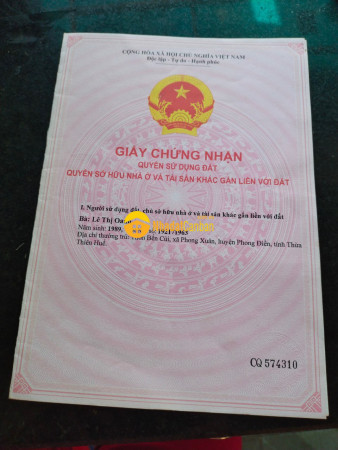 CỘNG HÒA XÃ HỘI CHỦ NGHĨA VIỆT NAM
Độc lập - Tự do - Hạnh phúc
GIẤY CHỨNG NHẬN
QUYỀN SỬ DỤNG ĐẤT
QUYỀN SỞ HỮU NHÀ Ở VÀ TÀI SẢN KHÁC GẮN LIỀN VỚI ĐẤT
I. Người sử dụng đất, chủ sở hữu nhà ở và tài sản khác gắn liền với đất
Bà: Lê Thị
Năm sinh: 1989,
Địa chỉ thường trú: Bến Củi, xã Phong Xuân, huyện Phong Điền, tỉnh Thừa
Thiên Huế.
CQ 574310